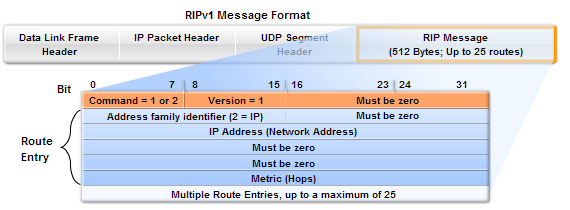 RIPv1 Message Format
Data Link Frame Header
IP Packet Header
UDP Segment Header
RIP Message
(512 Bytes; Up to 25 routes)
Bit 0 7 8 15 16 23 24 31
Command = 1 or 2 Version = 1 Must be zero
Route Entry
Address family identifier (2 = IP) Must be zero
IP Address (Network Address)
Must be zero
Must be zero
Metric (Hops)
Multiple Route Entries, up to a maximum of 25